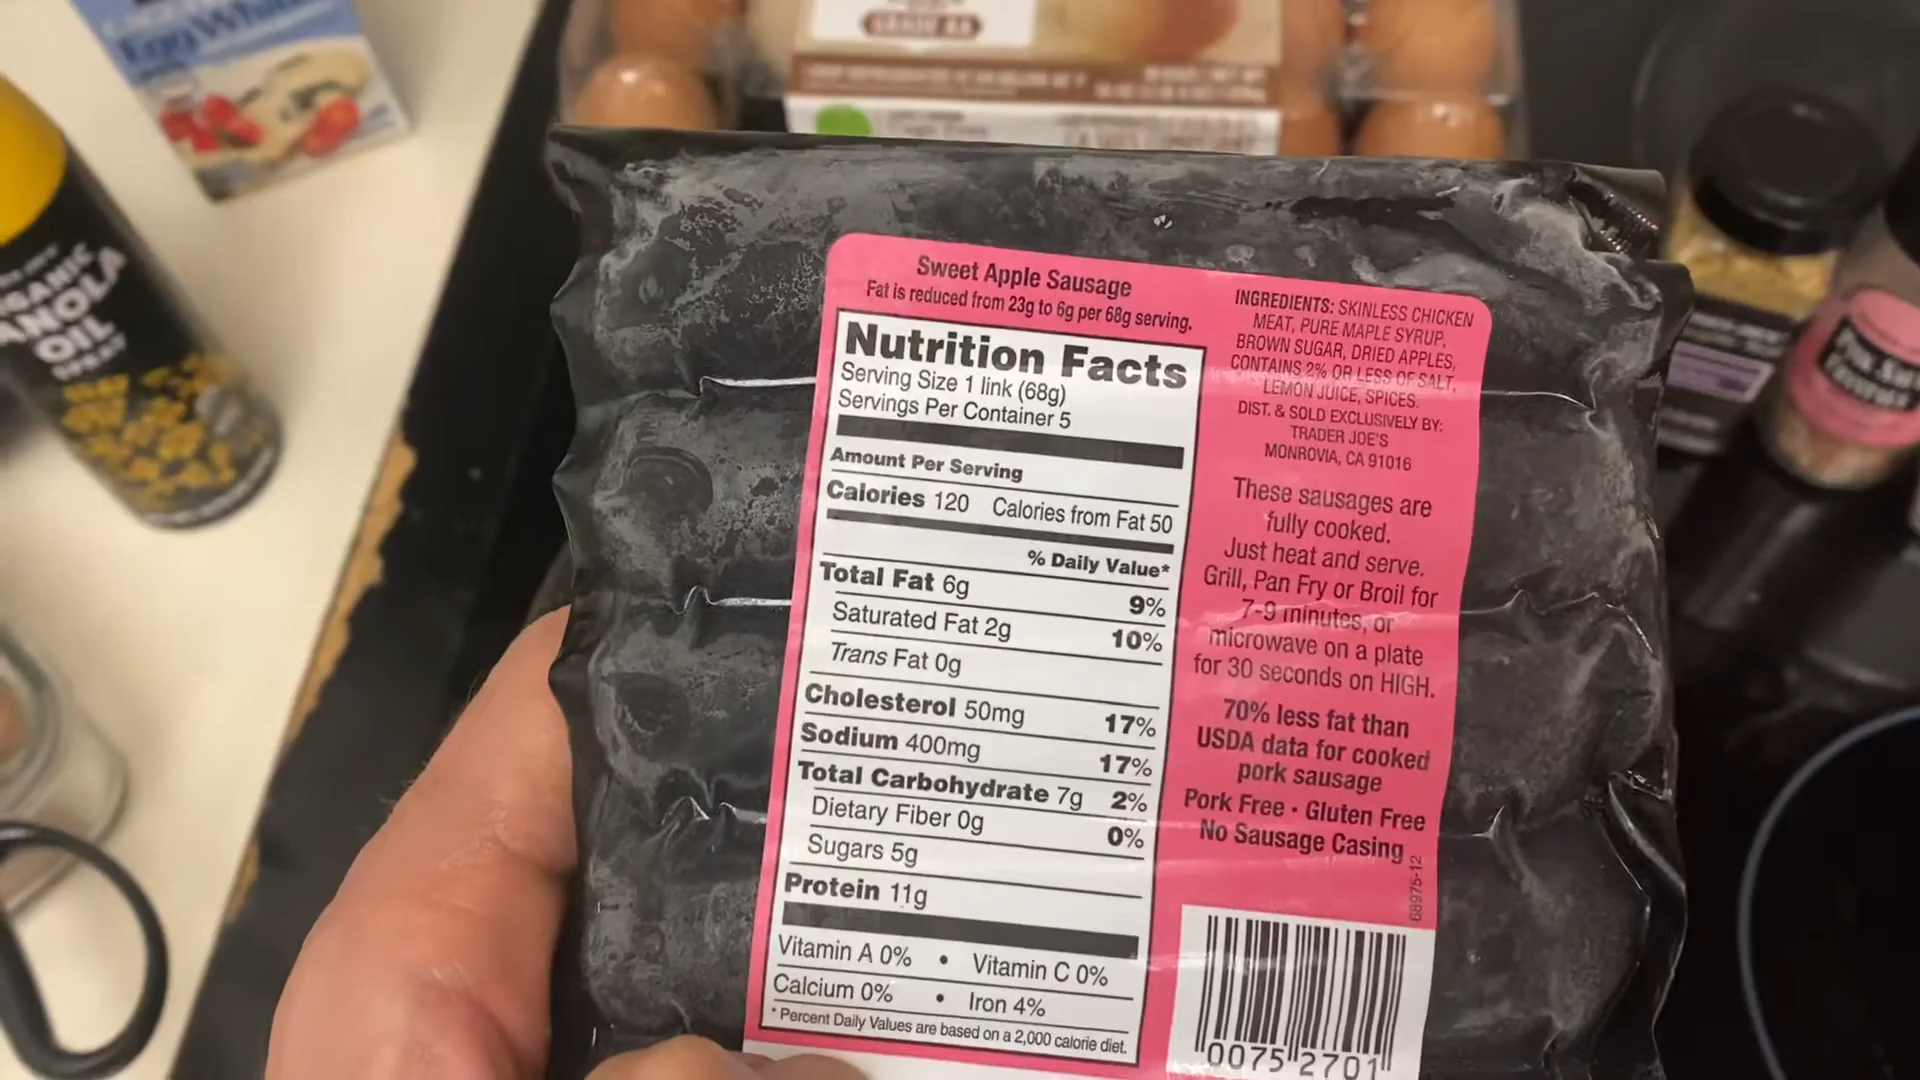 Egg White
GRADE AA
ORGANIC
CANOLA
OIL
SPRAY
Sweet Apple Sausage
Fat is reduced from 23g to 6g per 68g serving.
Nutrition Facts
Serving Size 1 link (68g)
Servings Per Container 5
Amount Per Serving
Calories 120 Calories from Fat 50
% Daily Value*
Total Fat 6g 9%
Saturated Fat 2g 10%
Trans Fat 0g
Cholesterol 50mg 17%
Sodium 400mg 17%
Total Carbohydrate 7g 2%
Dietary Fiber 0g 0%
Sugars 5g
Protein 11g
Vitamin A 0% • Vitamin C 0%
Calcium 0% • Iron 4%
* Percent Daily Values are based on a 2,000 calorie diet.
INGREDIENTS: SKINLESS CHICKEN
MEAT, PURE MAPLE SYRUP,
BROWN SUGAR, DRIED APPLES,
CONTAINS 2% OR LESS OF SALT,
LEMON JUICE, SPICES.
DIST. & SOLD EXCLUSIVELY BY:
TRADER JOE'S
MONROVIA, CA 91016
These sausages are
fully cooked.
Just heat and serve.
Grill, Pan Fry or Broil for
7-9 minutes, or
microwave on a plate
for 30 seconds on HIGH.
70% less fat than
USDA data for cooked
pork sausage
Pork Free · Gluten Free
No Sausage Casing
68975-12
0075 2701